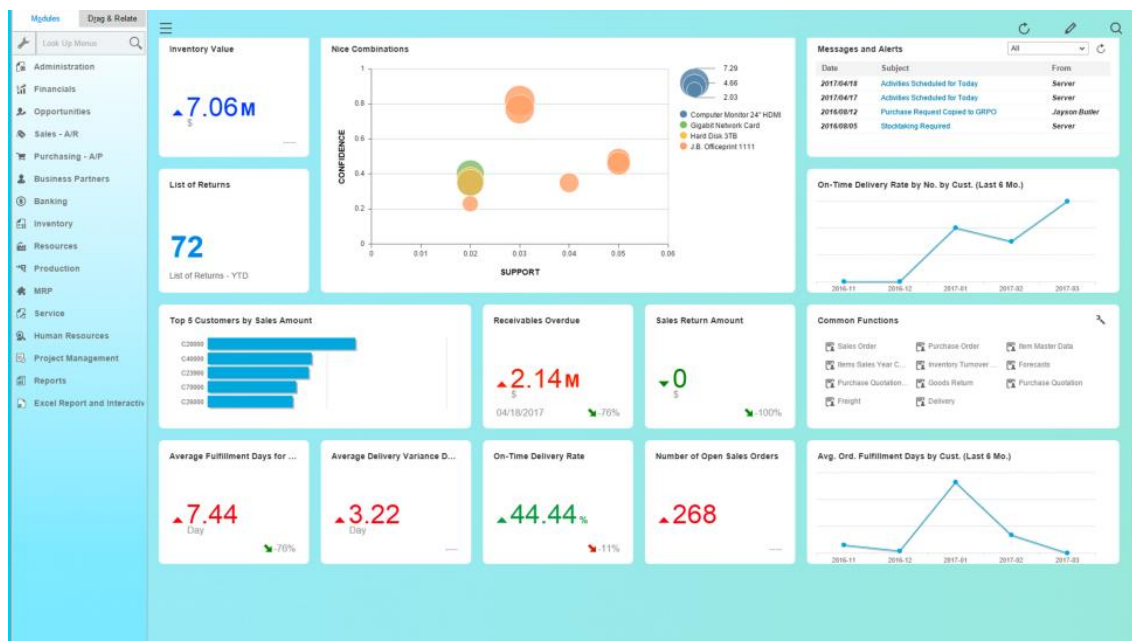 Modules
Drag & Relate
Look Up Menus
Administration
Financials
Opportunities
Sales - A/R
Purchasing - A/P
Business Partners
Banking
Inventory
Resources
Production
MRP
Service
Human Resources
Project Management
Reports
Excel Report and Interactiv
Inventory Value
7.06 M
$
----
Nice Combinations
CONFIDENCE
1
0.8
0.6
0.4
0.2
0
0 0.01 0.02 0.03 0.04 0.05 0.06
SUPPORT
7.29
4.66
2.03
Computer Monitor 24" HDMI
Gigabit Network Card
Hard Disk 3TB
J.B. Officeprint 1111
Messages and Alerts
All
Date Subject From
2017/04/18 Activities Scheduled for Today Server
2017/04/17 Activities Scheduled for Today Server
2016/08/12 Purchase Request Copied to GRPO Jayson Butler
2016/08/05 Stocktaking Required Server
List of Returns
72
List of Returns - YTD
On-Time Delivery Rate by No. by Cust. (Last 6 Mo.)
2016-11 2016-12 2017-01 2017-02 2017-03
Top 5 Customers by Sales Amount
C20000
C40000
C23900
C70000
C26000
Receivables Overdue
2.14 M
$
04/18/2017 -76%
Sales Return Amount
0
$
-100%
Common Functions
Sales Order Purchase Order Item Master Data
Items Sales Year C... Inventory Turnover ... Forecasts
Purchase Quotation... Goods Return Purchase Quotation
Freight Delivery
Average Fulfillment Days for ...
7.44
Day
-76%
Average Delivery Variance D...
3.22
Day
----
On-Time Delivery Rate
44.44 %
-11%
Number of Open Sales Orders
268
----
Avg. Ord. Fulfillment Days by Cust. (Last 6 Mo.)
2016-11 2016-12 2017-01 2017-02 2017-03